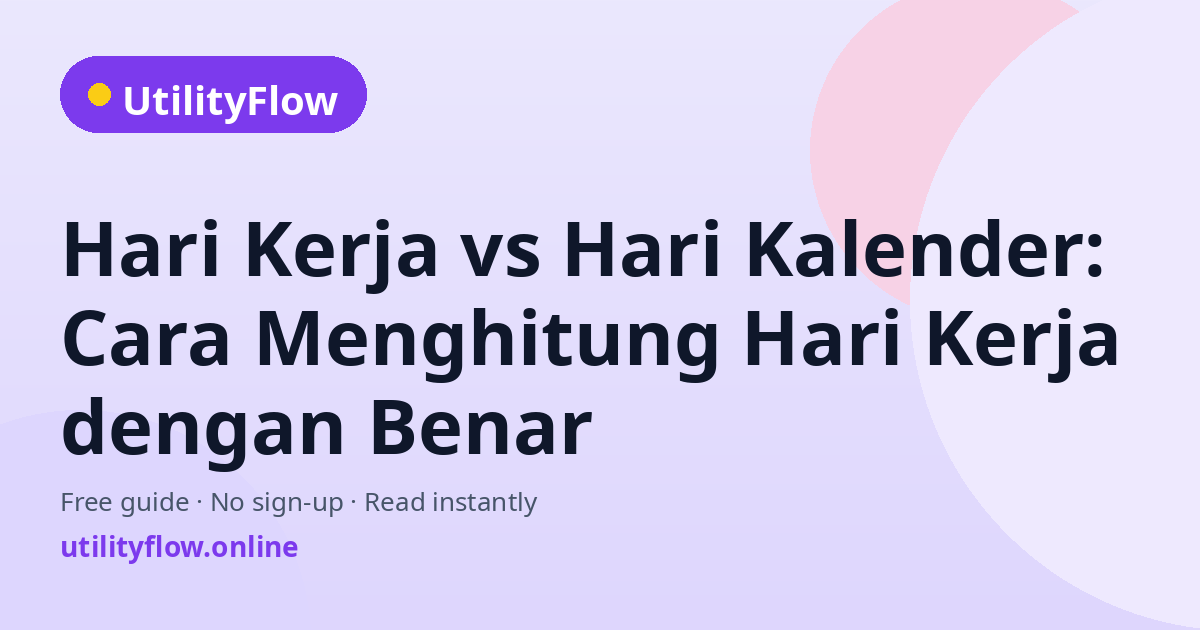 UtilityFlow
Hari Kerja vs Hari Kalender:
Cara Menghitung Hari Kerja
dengan Benar
Free guide · No sign-up · Read instantly
utilityflow.online